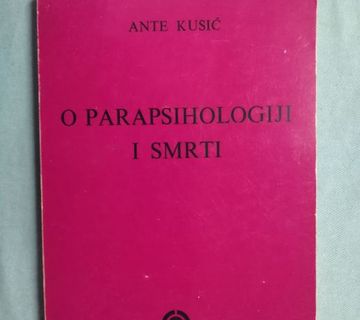 ANTE KUSIĆ
O PARAPSIHOLOGIJI
I SMRTI